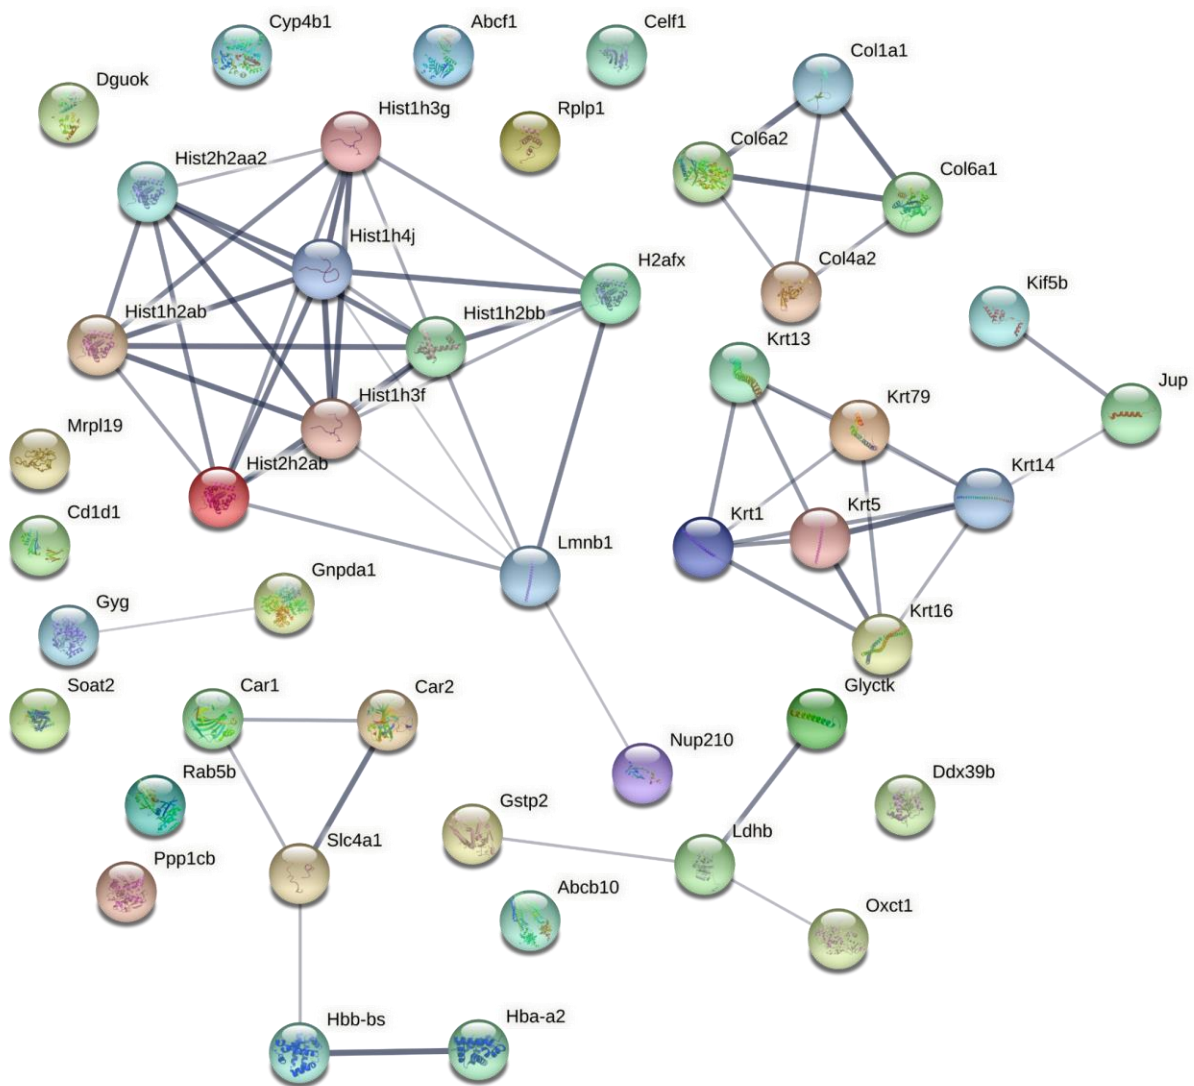 Cyp4b1
Abcf1
Celf1
Col1a1
Dguok
Hist1h3g
Rplp1
Col6a2
Hist2h2aa2
Col6a1
Hist1h4j
H2afx
Col4a2
Kif5b
Hist1h2ab
Hist1h2bb
Krt13
Jup
Hist1h3f
Krt79
Mrpl19
Hist2h2ab
Krt14
Cd1d1
Krt1
Krt5
Lmnb1
Gnpda1
Gyg
Krt16
Soat2
Car1
Car2
Glyctk
Nup210
Rab5b
Ddx39b
Gstp2
Ldhb
Slc4a1
Ppp1cb
Abcb10
Oxct1
Hbb-bs
Hba-a2